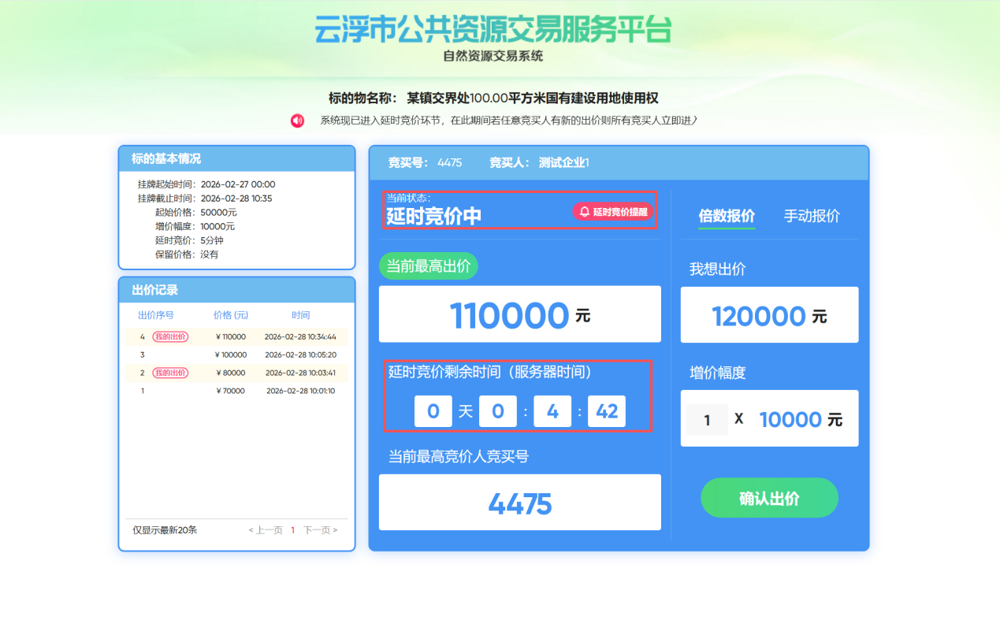 云浮市公共资源交易服务平台
自然资源交易系统
标的物名称： 某镇交界处100.00平方米国有建设用地使用权
系统现已进入延时竞价环节，在此期间若任意竞买人有新的出价则所有竞买人立即进
标的基本情况
挂牌起始时间：2026-02-27 00:00
挂牌截止时间：2026-02-28 10:35
起始价格：50000元
增价幅度：10000元
延时竞价：5分钟
保留价格：没有
出价记录
出价序号 价格 (元) 时间
4 我的出价 ¥ 110000 2026-02-28 10:34:44
3 ¥ 100000 2026-02-28 10:05:20
2 我的出价 ¥ 80000 2026-02-28 10:03:41
1 ¥ 70000 2026-02-28 10:01:10
仅显示最新20条 < 上一页 1 下一页 >
竞买号： 4475 竞买人： 测试企业1
当前状态：
延时竞价中 延时竞价提醒
当前最高出价
110000 元
延时竞价剩余时间（服务器时间）
0 天 0 : 4 : 42
当前最高竞价人竞买号
4475
倍数报价 手动报价
我想出价
120000 元
增价幅度
1 X 10000 元
确认出价